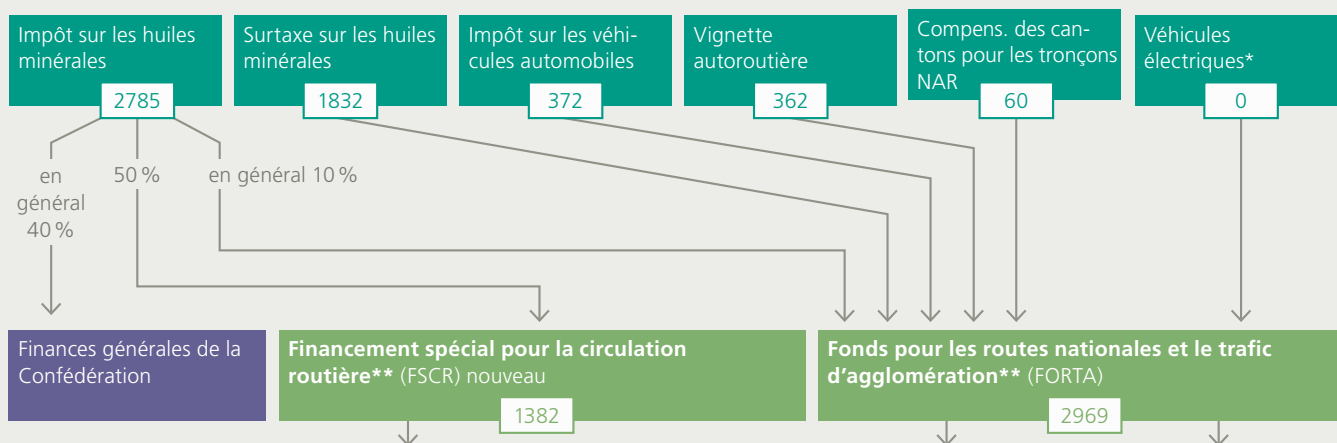 Impôt sur les huiles
minérales
2785
Surtaxe sur les huiles
minérales
1832
Impôt sur les véhi-
cules automobiles
372
Vignette
autoroutière
362
Compens. des can-
tons pour les tronçons
NAR
60
Véhicules
électriques*
0
en
général
40 %
50 %
en général 10 %
Finances générales de la
Confédération
Financement spécial pour la circulation
routière** (FSCR) nouveau
1382
Fonds pour les routes nationales et le trafic
d'agglomération** (FORTA)
2969